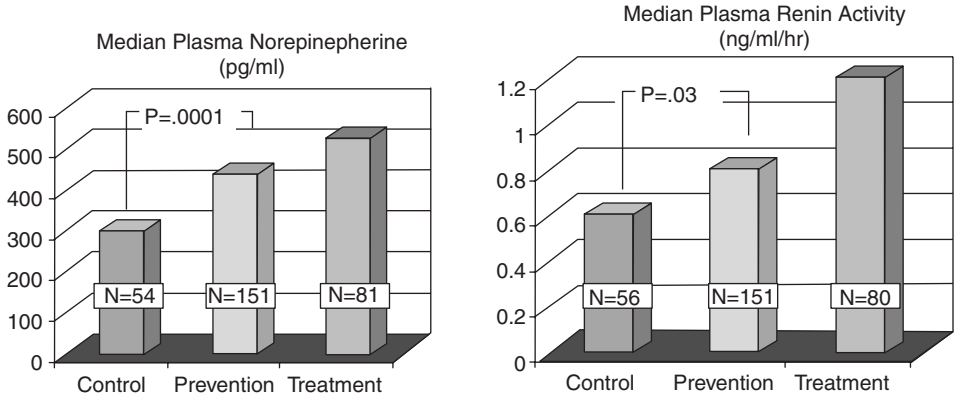 Median Plasma Norepinepherine
(pg/ml)
600
500
400
300
200
100
0
P=.0001
N=54
N=151
N=81
Control
Prevention
Treatment
Median Plasma Renin Activity
(ng/ml/hr)
1.2
1
0.8
0.6
0.4
0.2
0
P=.03
N=56
N=151
N=80
Control
Prevention
Treatment